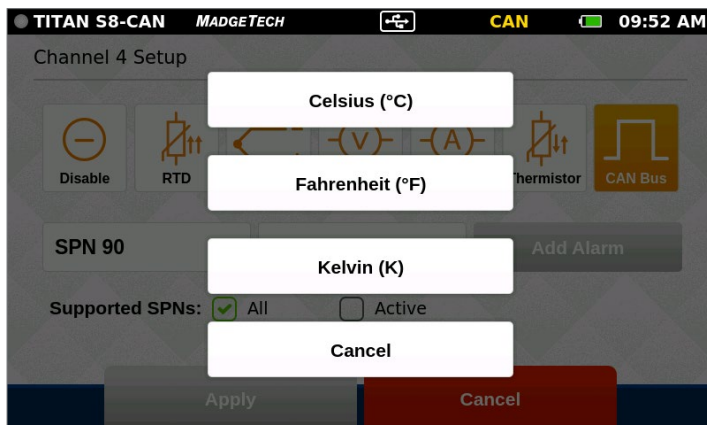 TITAN S8-CAN MADGETECH CAN 09:52 AM
Channel 4 Setup
Celsius (°C)
Disable RTD V A Thermistor CAN Bus
Fahrenheit (°F)
SPN 90 Add Alarm
Kelvin (K)
Supported SPNs: All Active
Cancel
Apply Cancel